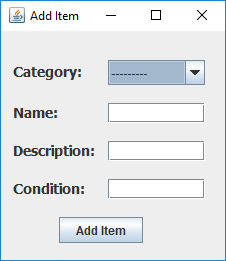 Add Item
Category: ---------
Name:
Description:
Condition:
Add Item